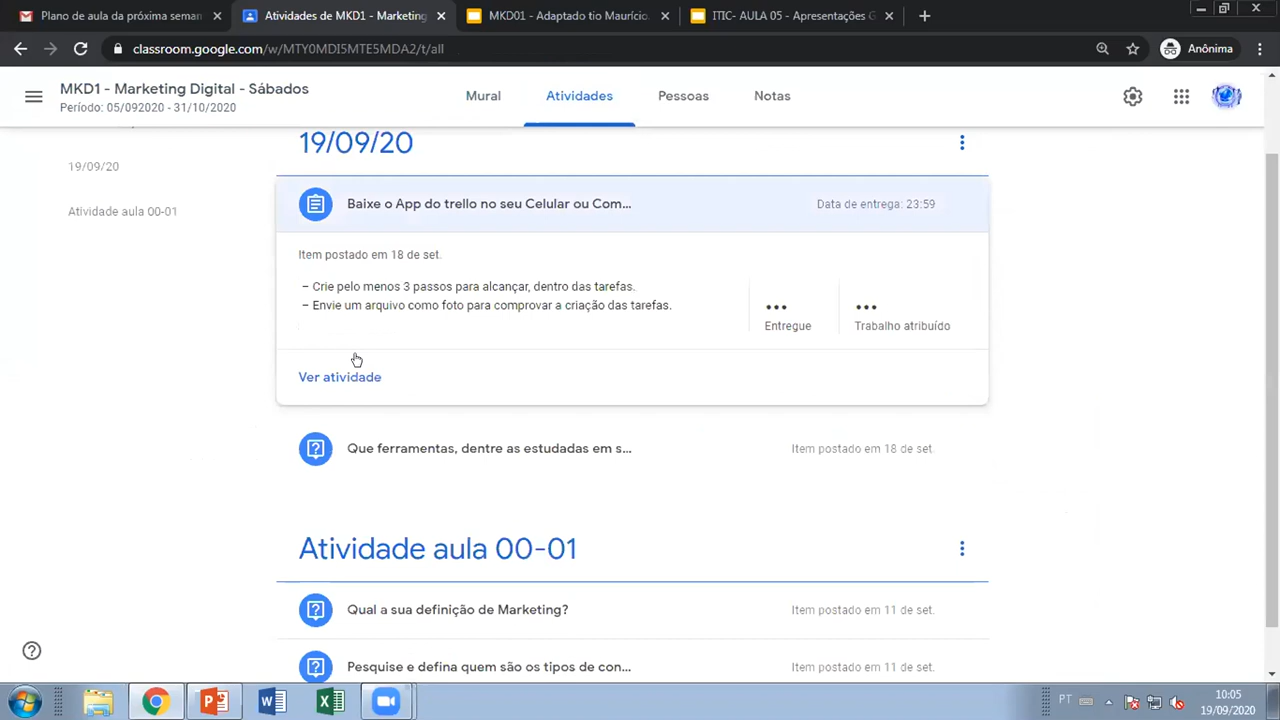 Plano de aula da próxima seman
Atividades de MKD1 - Marketing
MKD01 - Adaptado tio Maurício.
ITIC- AULA 05 - Apresentações G
classroom.google.com/w/MTY0MDI5MTE5MDA2/t/all
Anônima
MKD1 - Marketing Digital - Sábados
Período: 05/092020 - 31/10/2020
Mural
Atividades
Pessoas
Notas
19/09/20
Atividade aula 00-01
19/09/20
Baixe o App do trello no seu Celular ou Com...
Data de entrega: 23:59
Item postado em 18 de set.
– Crie pelo menos 3 passos para alcançar, dentro das tarefas.
– Envie um arquivo como foto para comprovar a criação das tarefas.
Entregue
Trabalho atribuído
Ver atividade
Que ferramentas, dentre as estudadas em s...
Item postado em 18 de set.
Atividade aula 00-01
Qual a sua definição de Marketing?
Item postado em 11 de set.
Pesquise e defina quem são os tipos de con...
Item postado em 11 de set.
PT
10:05
19/09/2020